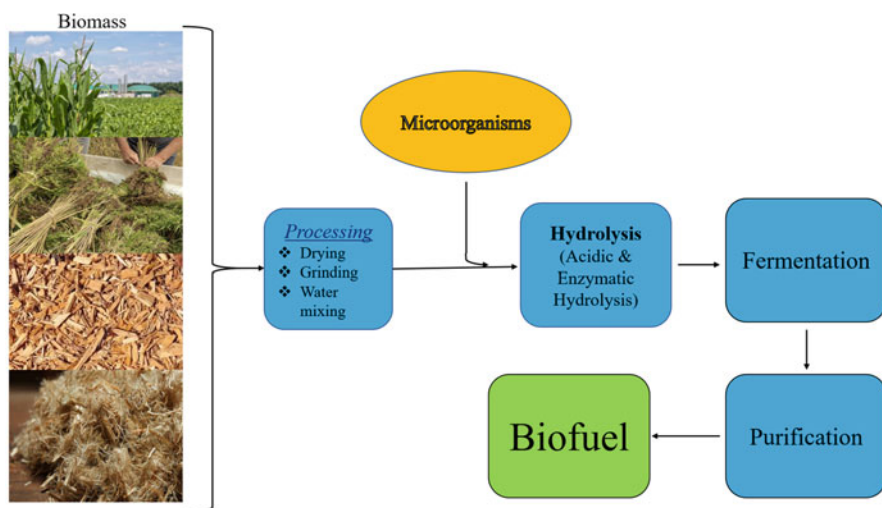 Biomass
Microorganisms
Processing
❖ Drying
❖ Grinding
❖ Water
mixing
Hydrolysis
(Acidic &
Enzymatic
Hydrolysis)
Fermentation
Purification
Biofuel